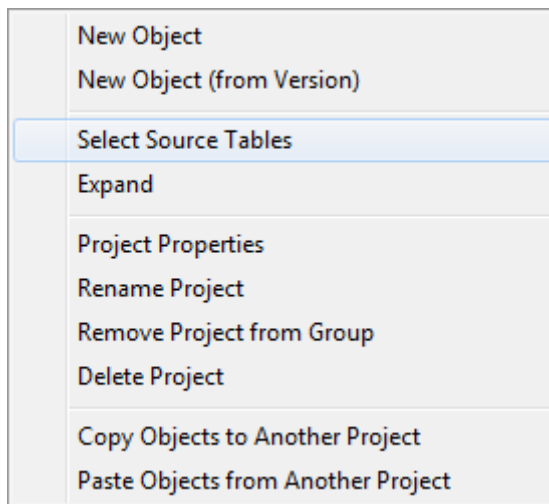 New Object
New Object (from Version)
Select Source Tables
Expand
Project Properties
Rename Project
Remove Project from Group
Delete Project
Copy Objects to Another Project
Paste Objects from Another Project